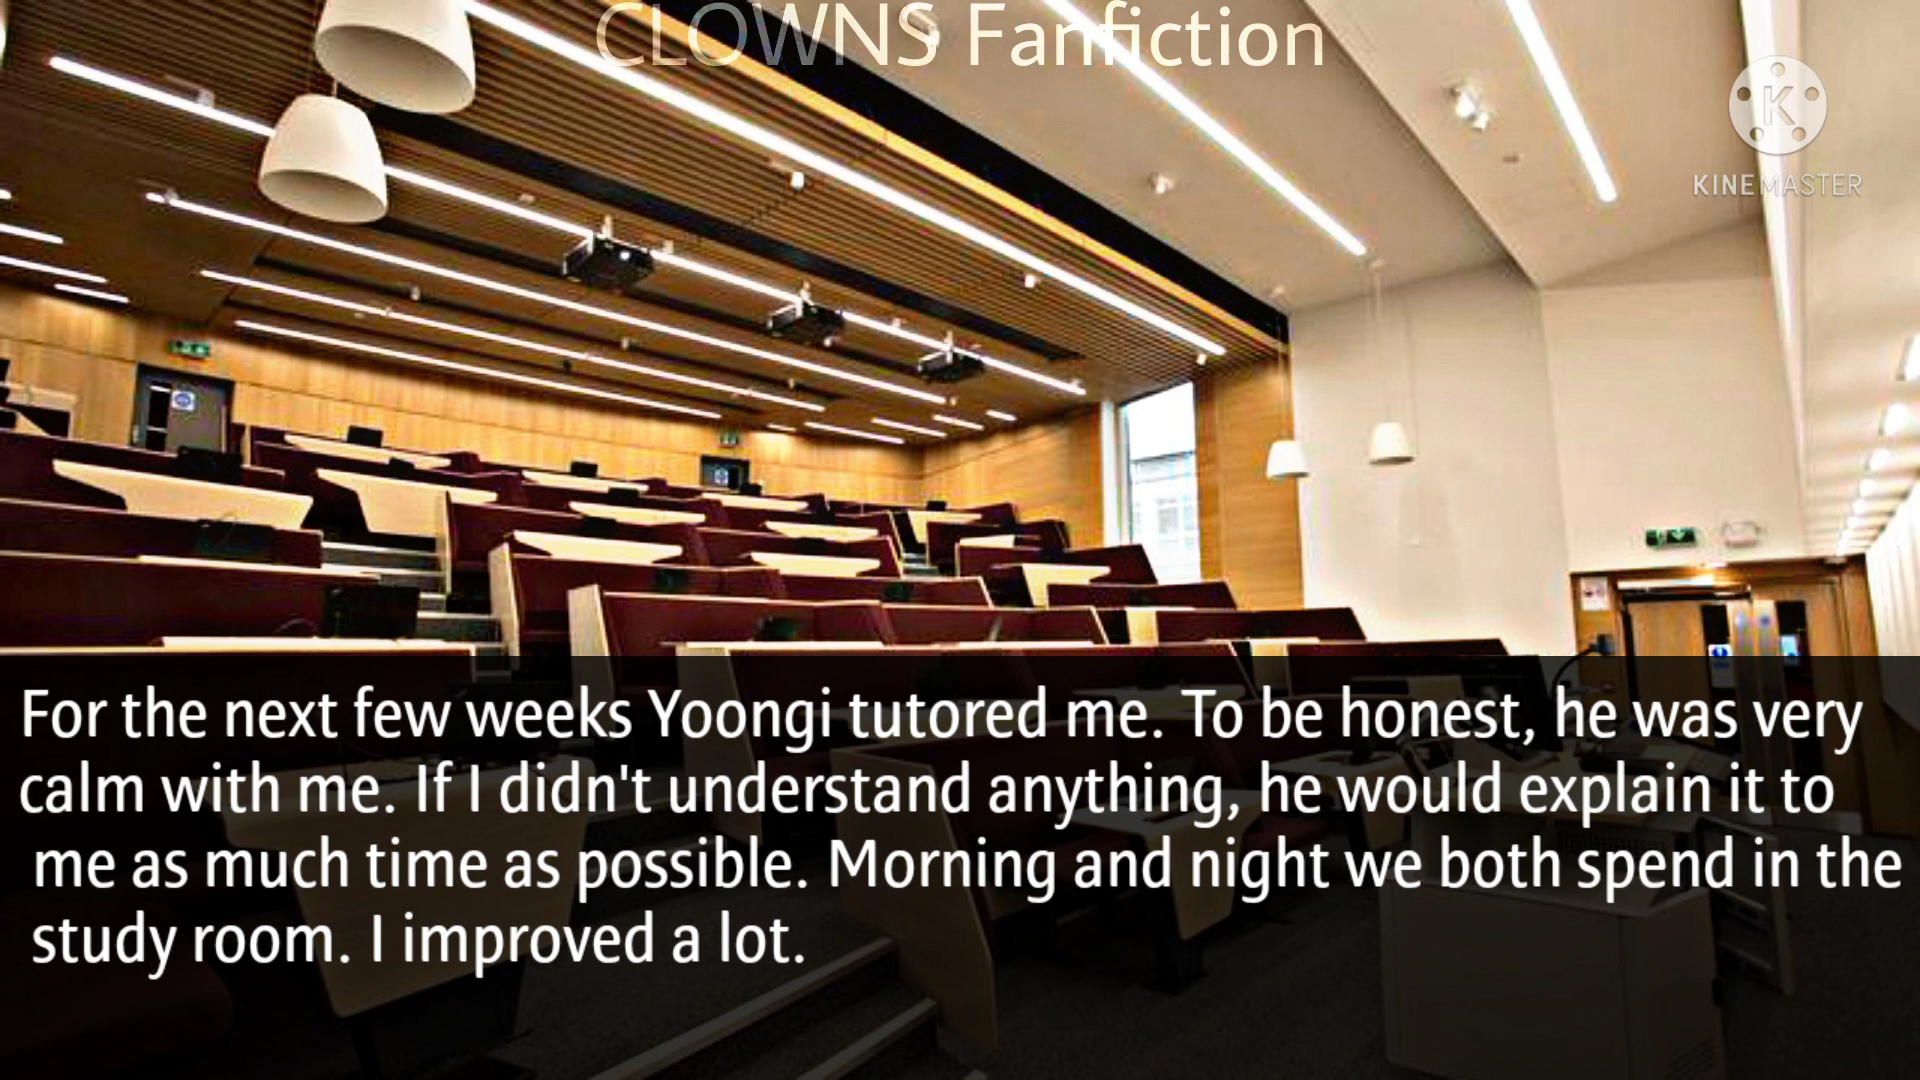 CLOWNS Fanfiction
K
KINEMASTER
For the next few weeks Yoongi tutored me. To be honest, he was very
calm with me. If I didn't understand anything, he would explain it to
me as much time as possible. Morning and night we both spend in the
study room. I improved a lot.